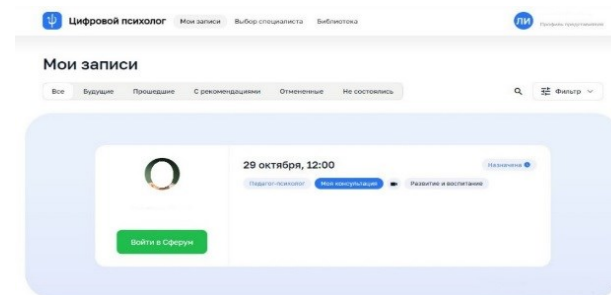 Цифровой психолог Мои записи Выбор специалиста Библиотека ЛИ
Мои записи
Все Будущие Прошедшие С рекомендациями Отмененные Не состоялись Фильтр
29 октября, 12:00 Назначена
Педагог-психолог Моя консультация Развитие и воспитание
Войти в Сферум